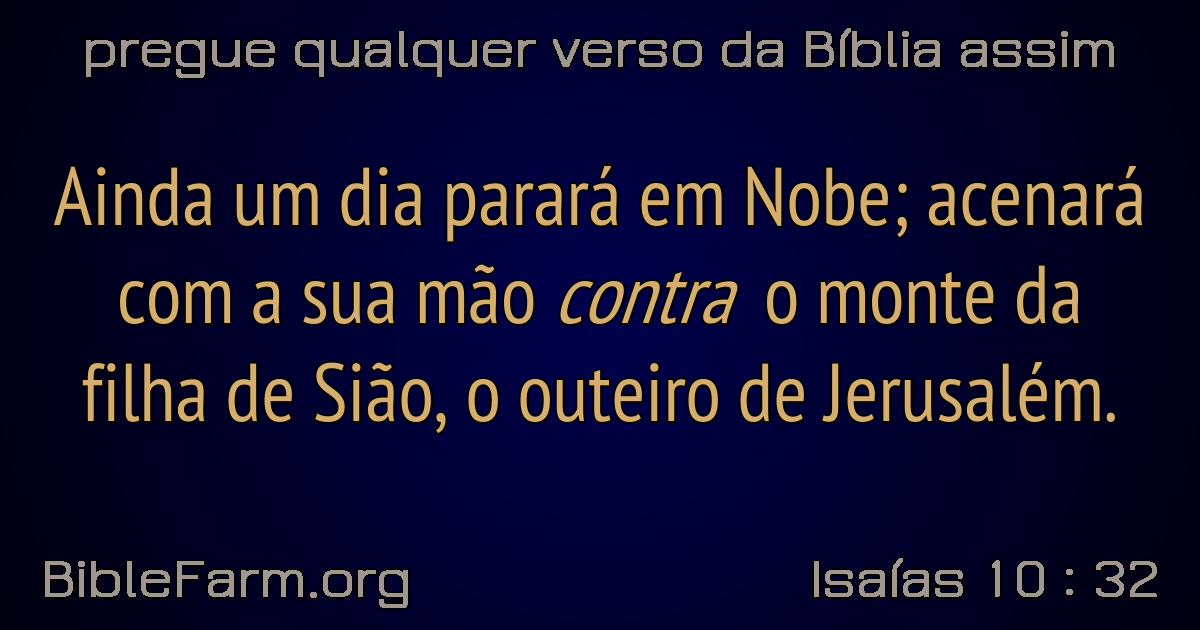 pregue qualquer verso da Bíblia assim
Ainda um dia parará em Nobe; acenará
com a sua mão contra o monte da
filha de Sião, o outeiro de Jerusalém.
BibleFarm.org
Isaías 10 : 32